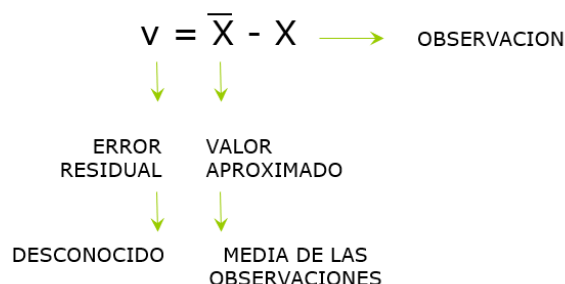 v = X̅ - X
OBSERVACION
ERROR
RESIDUAL
VALOR
APROXIMADO
DESCONOCIDO
MEDIA DE LAS
OBSERVACIONES